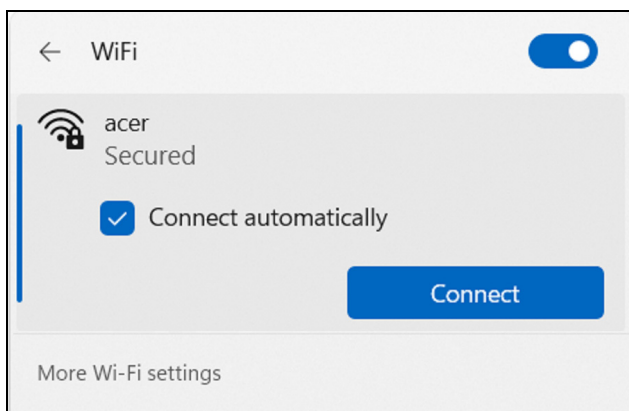 WiFi
acer
Secured
Connect automatically
Connect
More Wi-Fi settings